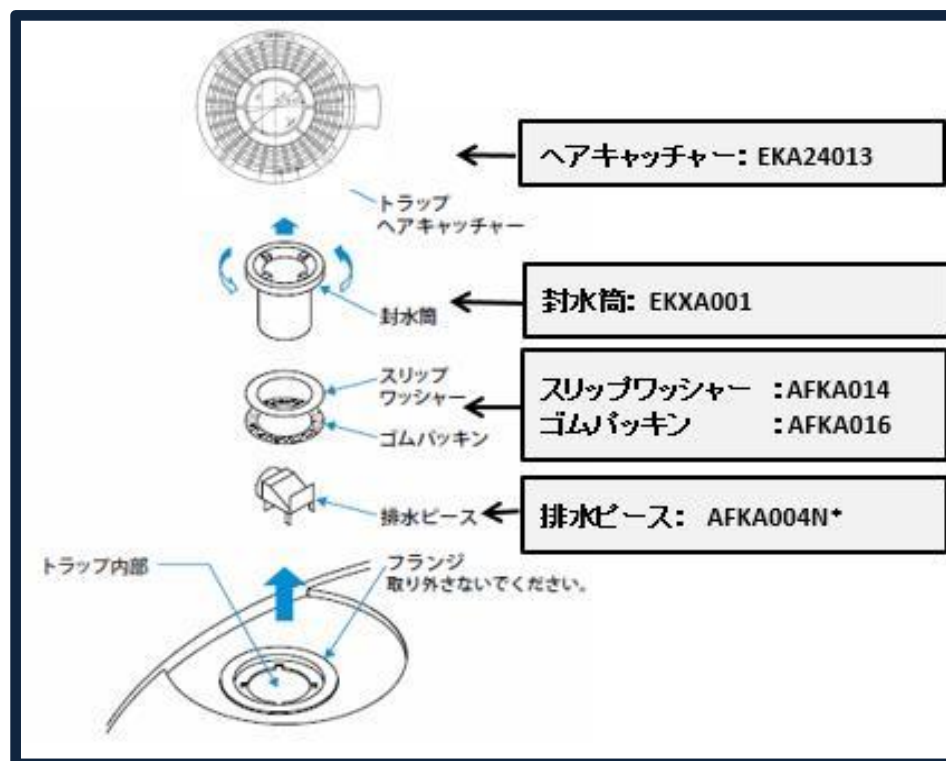 ヘアキャッチャー: EKA24013
トラップ
ヘアキャッチャー
封水筒: EKXA001
封水筒
スリップ
ワッシャー
ゴムパッキン
スリップワッシャー :AFKA014
ゴムパッキン :AFKA016
排水ピース
排水ピース: AFKA004N*
トラップ内部
フランジ
取り外さないでください。